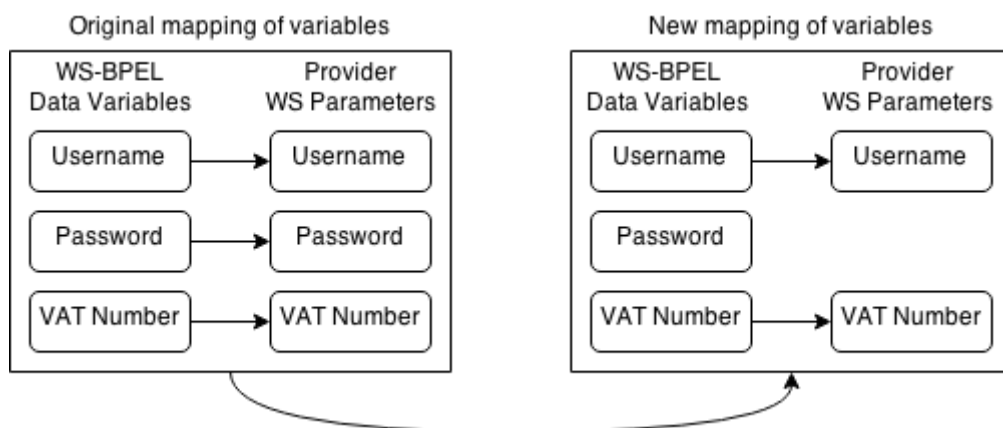 Original mapping of variables
WS-BPEL
Data Variables
Provider
WS Parameters
Username
Username
Password
Password
VAT Number
VAT Number
New mapping of variables
WS-BPEL
Data Variables
Provider
WS Parameters
Username
Username
Password
VAT Number
VAT Number